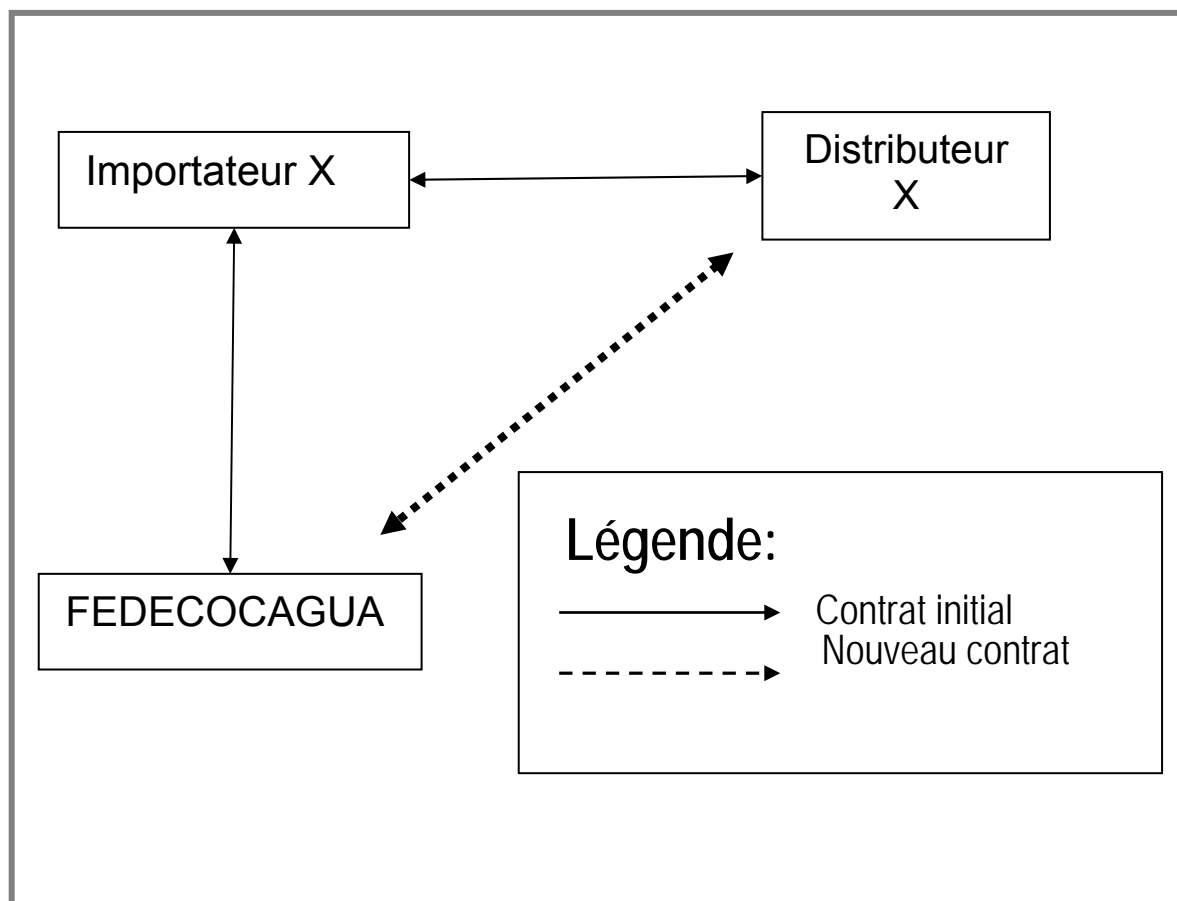 Importateur X
Distributeur
X
FEDECOCAGUA
Légende:
Contrat initial
Nouveau contrat